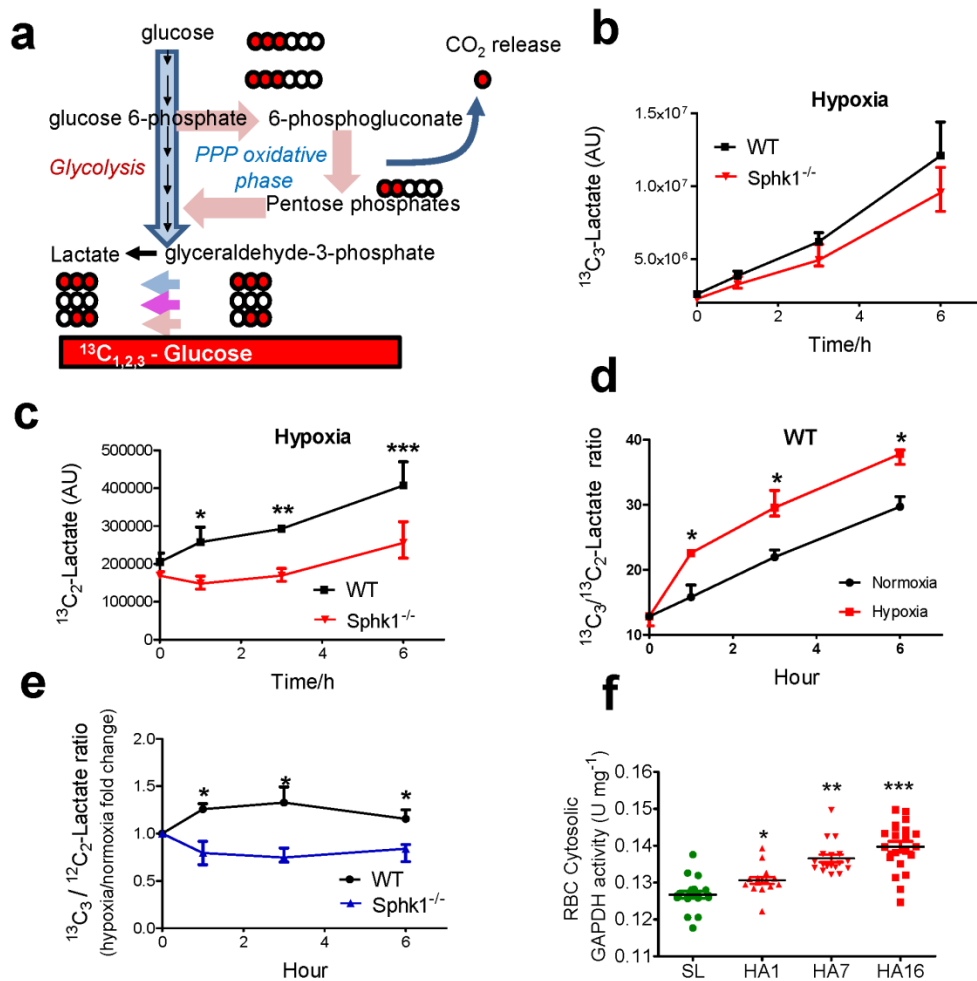 a
glucose
CO2 release
glucose 6-phosphate
6-phosphogluconate
Glycolysis
PPP oxidative
phase
Pentose phosphates
Lactate
glyceraldehyde-3-phosphate
13C1,2,3 - Glucose
b
Hypoxia
13C3-Lactate (AU)
1.5×10^7
1.0×10^7
5.0×10^6
WT
Sphk1-/-
0 2 4 6
Time/h
c
Hypoxia
13C2-Lactate (AU)
500000
400000
300000
200000
100000
0
* ** ***
WT
Sphk1-/-
0 2 4 6
Time/h
d
WT
13C3/13C2-Lactate ratio
40
30
20
10
* * *
Normoxia
Hypoxia
0 2 4 6
Hour
e
13C3 / 12C2-Lactate ratio
(hypoxia/normoxia fold change)
2.0
1.5
1.0
0.5
0.0
* * *
WT
Sphk1-/-
0 2 4 6
Hour
f
RBC Cytosolic
GAPDH activity (U mg-1)
0.16
0.15
0.14
0.13
0.12
0.11
* ** ***
SL HA1 HA7 HA16